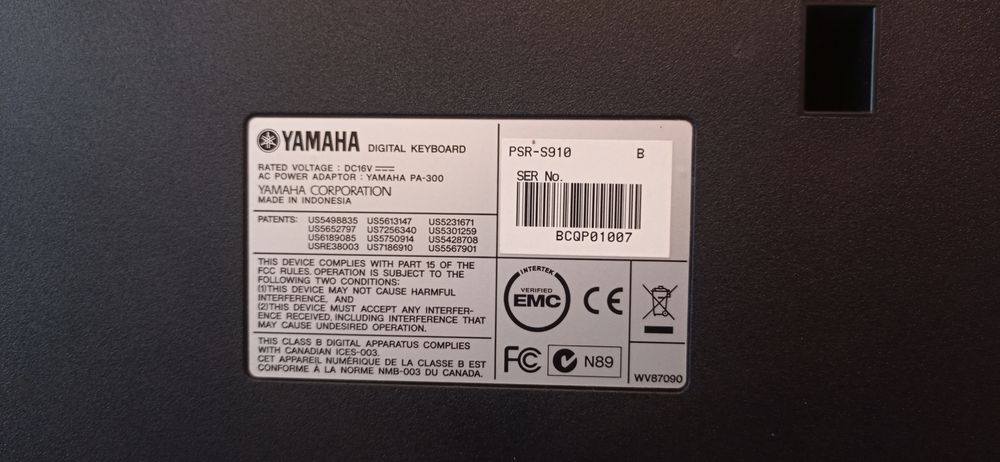 YAMAHA DIGITAL KEYBOARD
RATED VOLTAGE : DC16V
AC POWER ADAPTOR : YAMAHA PA-300
YAMAHA CORPORATION
MADE IN INDONESIA
PATENTS: US5498835 US5613147 US5231671
US5652797 US7256340 US5301259
US6189085 US5750914 US5428708
USRE38003 US7186910 US5567901
THIS DEVICE COMPLIES WITH PART 15 OF THE
FCC RULES. OPERATION IS SUBJECT TO THE
FOLLOWING TWO CONDITIONS:
(1)THIS DEVICE MAY NOT CAUSE HARMFUL
INTERFERENCE, AND
(2)THIS DEVICE MUST ACCEPT ANY INTERFER-
ENCE RECEIVED, INCLUDING INTERFERENCE THAT
MAY CAUSE UNDESIRED OPERATION.
THIS CLASS B DIGITAL APPARATUS COMPLIES
WITH CANADIAN ICES-003.
CET APPAREIL NUMÉRIQUE DE LA CLASSE B EST
CONFORME À LA NORME NMB-003 DU CANADA.
PSR-S910 B
SER No.
BCQP01007
INTERTEK
VERIFIED
EMC
CE
FC
N89
WV87090